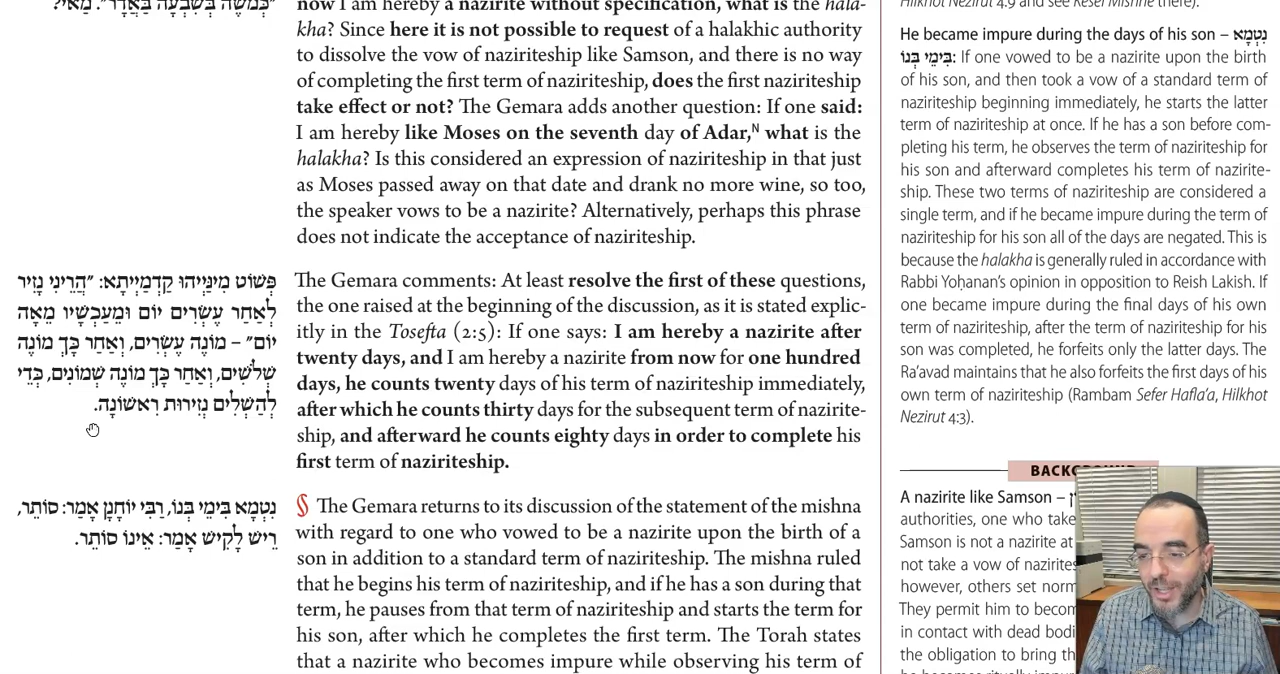 "כְּמֹשֶׁה בְּשִׁבְעָה בַּאֲדָר". מַאי?
פְּשׁוֹט מִינַּיְיהוּ קַדְמַיְיתָא: "הֲרֵינִי נָזִיר
לְאַחַר עֶשְׂרִים יוֹם וּמֵעַכְשָׁיו מֵאָה
יוֹם" – מוֹנֶה עֶשְׂרִים, וְאַחַר כָּךְ מוֹנֶה
שְׁלֹשִׁים, וְאַחַר כָּךְ מוֹנֶה שְׁמוֹנִים, כְּדֵי
לְהַשְׁלִים נְזִירוּת רִאשׁוֹנָה.
נִטְמָא בִּימֵי בְּנוֹ, רַבִּי יוֹחָנָן אָמַר: סוֹתֵר,
רֵישׁ לָקִישׁ אָמַר: אֵינוֹ סוֹתֵר.
now I am hereby a nazirite without specification, what is the hala-
kha? Since here it is not possible to request of a halakhic authority
to dissolve the vow of naziriteship like Samson, and there is no way
of completing the first term of naziriteship, does the first naziriteship
take effect or not? The Gemara adds another question: If one said:
I am hereby like Moses on the seventh day of Adar,N what is the
halakha? Is this considered an expression of naziriteship in that just
as Moses passed away on that date and drank no more wine, so too,
the speaker vows to be a nazirite? Alternatively, perhaps this phrase
does not indicate the acceptance of naziriteship.
The Gemara comments: At least resolve the first of these questions,
the one raised at the beginning of the discussion, as it is stated explic-
itly in the Tosefta (2:5): If one says: I am hereby a nazirite after
twenty days, and I am hereby a nazirite from now for one hundred
days, he counts twenty days of his term of naziriteship immediately,
after which he counts thirty days for the subsequent term of nazirite-
ship, and afterward he counts eighty days in order to complete his
first term of naziriteship.
§ The Gemara returns to its discussion of the statement of the mishna
with regard to one who vowed to be a nazirite upon the birth of a
son in addition to a standard term of naziriteship. The mishna ruled
that he begins his term of naziriteship, and if he has a son during that
term, he pauses from that term of naziriteship and starts the term for
his son, after which he completes the first term. The Torah states
that a nazirite who becomes impure while observing his term of
Hilkhot Nezirut 4:9 and see Kesef Mishne there).
He became impure during the days of his son – נִטְמָא
בִּימֵי בְּנוֹ: If one vowed to be a nazirite upon the birth
of his son, and then took a vow of a standard term of
naziriteship beginning immediately, he starts the latter
term of naziriteship at once. If he has a son before com-
pleting his term, he observes the term of naziriteship for
his son and afterward completes his term of nazirite-
ship. These two terms of naziriteship are considered a
single term, and if he became impure during the term of
naziriteship for his son all of the days are negated. This is
because the halakha is generally ruled in accordance with
Rabbi Yoḥanan's opinion in opposition to Reish Lakish. If
one became impure during the final days of his own
term of naziriteship, after the term of naziriteship for his
son was completed, he forfeits only the latter days. The
Ra'avad maintains that he also forfeits the first days of his
own term of naziriteship (Rambam Sefer Hafla'a, Hilkhot
Nezirut 4:3).
BACKGROUND
A nazirite like Samson –
authorities, one who take
Samson is not a nazirite at
not take a vow of nazirites
however, others set norm
They permit him to becom
in contact with dead bodi
the obligation to bring th